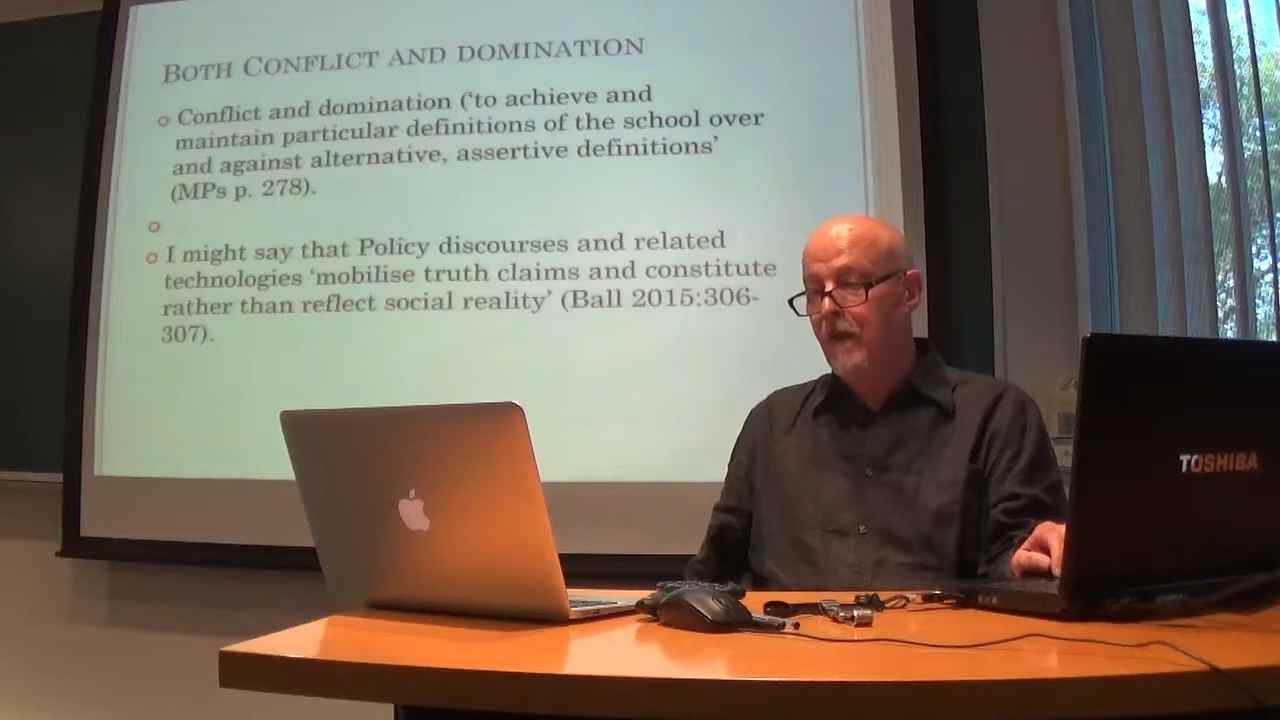 BOTH CONFLICT AND DOMINATION
Conflict and domination ('to achieve and
maintain particular definitions of the school over
and against alternative, assertive definitions'
(MPs p. 278).
I might say that Policy discourses and related
technologies 'mobilise truth claims and constitute
rather than reflect social reality' (Ball 2015:306-
307).
TOSHIBA